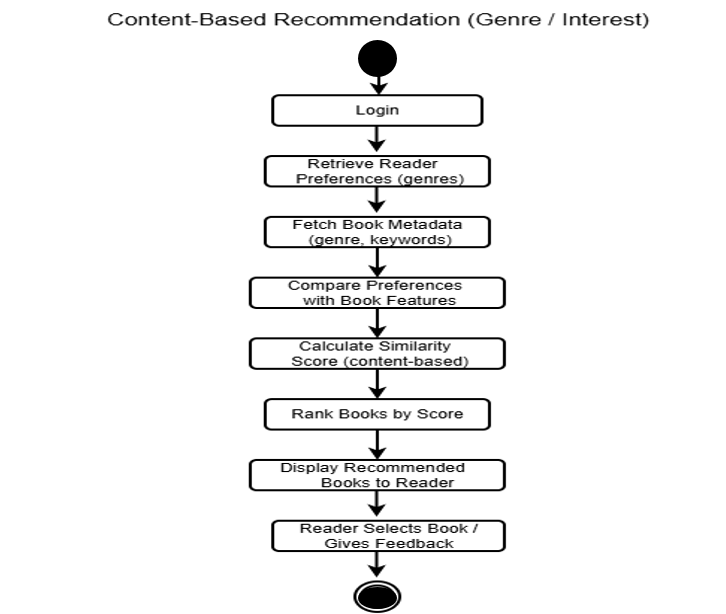 Content-Based Recommendation (Genre / Interest)
Login
Retrieve Reader
Preferences (genres)
Fetch Book Metadata
(genre, keywords)
Compare Preferences
with Book Features
Calculate Similarity
Score (content-based)
Rank Books by Score
Display Recommended
Books to Reader
Reader Selects Book /
Gives Feedback